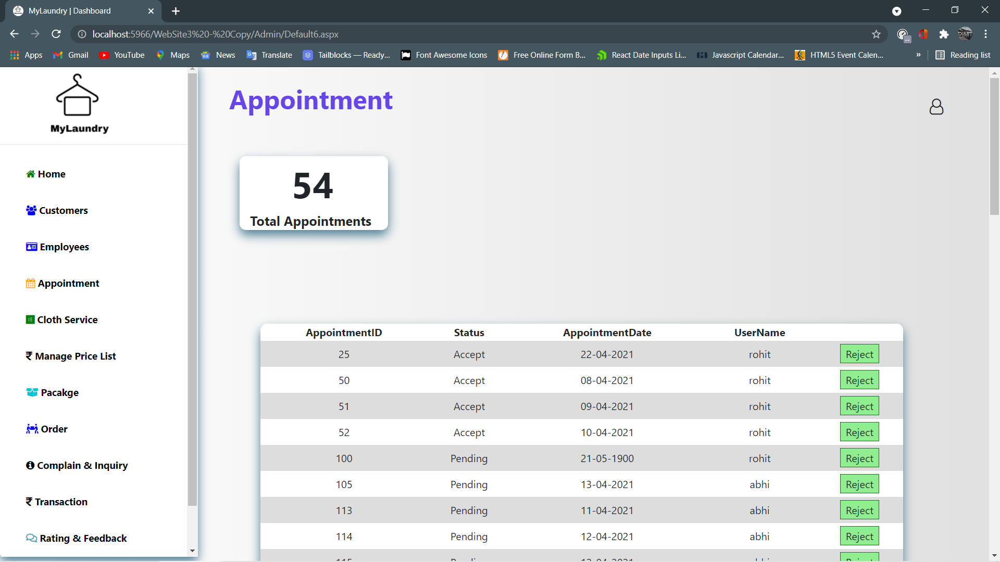 MyLaundry | Dashboard
localhost:5966/WebSite3%20-%20Copy/Admin/Default6.aspx
Apps Gmail YouTube Maps News Translate Tailblocks — Ready... Font Awesome Icons Free Online Form B... React Date Inputs Li... Javascript Calendar... HTML5 Event Calen... » Reading list
MyLaundry
Home
Customers
Employees
Appointment
Cloth Service
₹ Manage Price List
Pacakge
Order
Complain & Inquiry
₹ Transaction
Rating & Feedback
Appointment
54
Total Appointments
AppointmentID Status AppointmentDate UserName
25 Accept 22-04-2021 rohit Reject
50 Accept 08-04-2021 rohit Reject
51 Accept 09-04-2021 rohit Reject
52 Accept 10-04-2021 rohit Reject
100 Pending 21-05-1900 rohit Reject
105 Pending 13-04-2021 abhi Reject
113 Pending 11-04-2021 abhi Reject
114 Pending 12-04-2021 abhi Reject